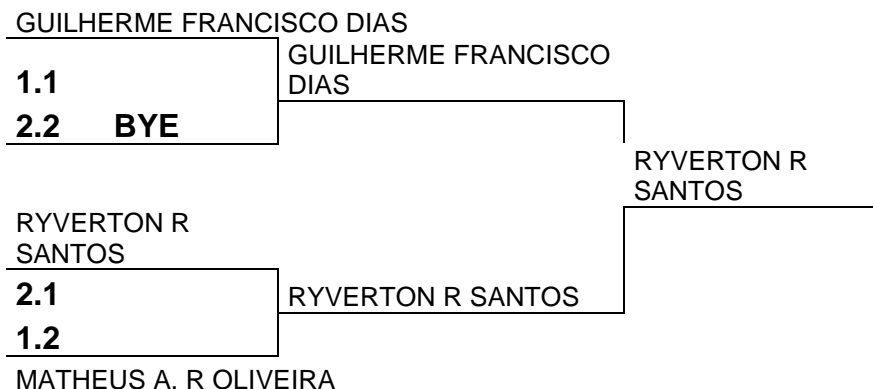 GUILHERME FRANCISCO DIAS
GUILHERME FRANCISCO
DIAS
1.1
2.2 BYE
RYVERTON R
SANTOS
RYVERTON R
SANTOS
2.1
RYVERTON R SANTOS
1.2
MATHEUS A. R OLIVEIRA